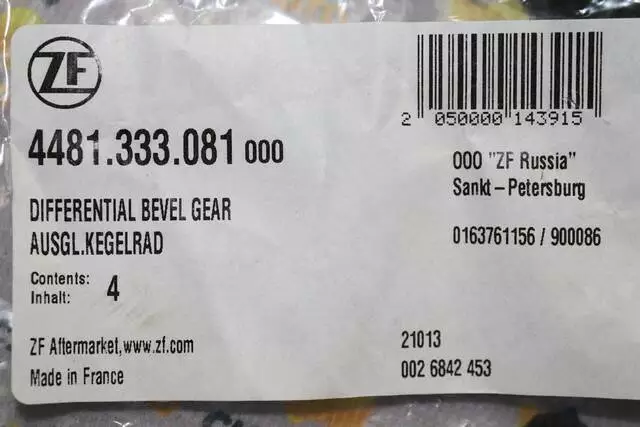 ZF
4481.333.081 000
DIFFERENTIAL BEVEL GEAR
AUSGL.KEGELRAD
Contents:
Inhalt: 4
ZF Aftermarket,www.zf.com
Made in France
2 050000 143915
OOO "ZF Russia"
Sankt-Petersburg
0163761156 / 900086
21013
002 6842 453